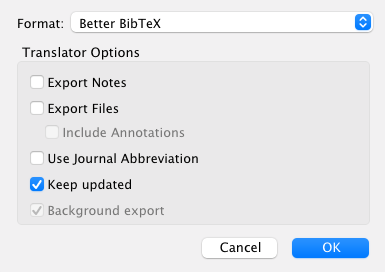 Format: Better BibTeX
Translator Options
Export Notes
Export Files
Include Annotations
Use Journal Abbreviation
Keep updated
Background export
Cancel OK